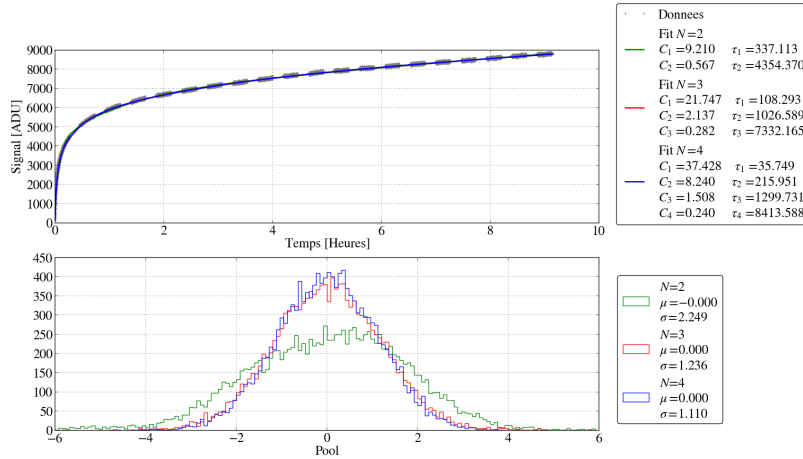 Donnees
Fit N=2
C₁=9.210 τ₁=337.113
C₂=0.567 τ₂=4354.370
Fit N=3
C₁=21.747 τ₁=108.293
C₂=2.137 τ₂=1026.589
C₃=0.282 τ₃=7332.165
Fit N=4
C₁=37.428 τ₁=35.749
C₂=8.240 τ₂=215.951
C₃=1.508 τ₃=1299.731
C₄=0.240 τ₄=8413.588
Signal [ADU]
9000
8000
7000
6000
5000
4000
3000
2000
1000
0
0 2 4 6 8 10
Temps [Heures]
450
400
350
300
250
200
150
100
50
0
−6 −4 −2 0 2 4 6
Pool
N=2
μ=−0.000
σ=2.249
N=3
μ=0.000
σ=1.236
N=4
μ=0.000
σ=1.110